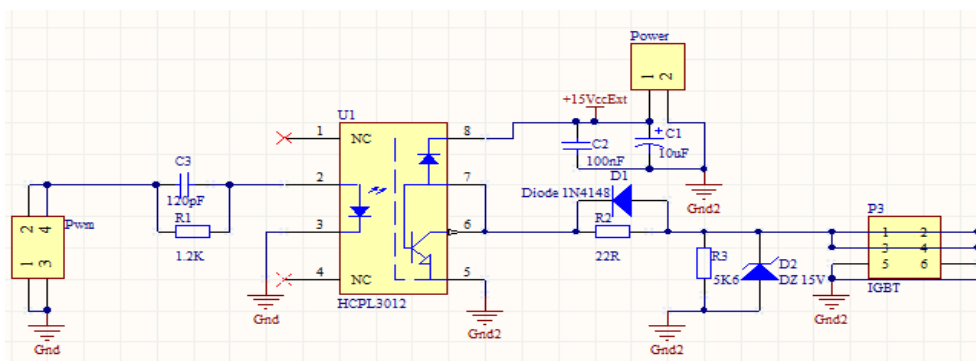 Power
1 2
+15VccExt
U1
1 NC 8
C2
100nF
C1
10uF
C3
120pF
2 7
D1
Diode 1N4148
Gnd2
R1
1.2K
Pwm
2 4
1 3
3 6
R2
22R
P3
1 2
3 4
5 6
IGBT
R3
5K6
D2
DZ 15V
4 NC 5
HCPL3012
Gnd
Gnd
Gnd2
Gnd2
Gnd2